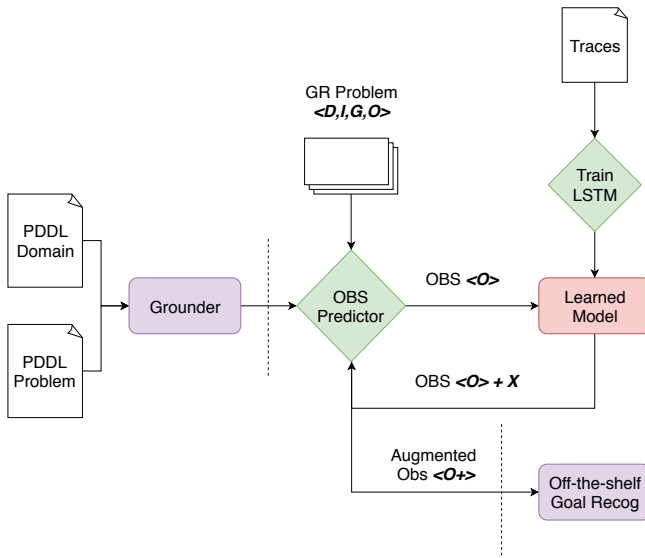 Traces
GR Problem
<D,I,G,O>
Train
LSTM
PDDL
Domain
OBS <O>
Grounder
OBS
Predictor
Learned
Model
PDDL
Problem
OBS <O> + X
Augmented
Obs <O+>
Off-the-shelf
Goal Recog